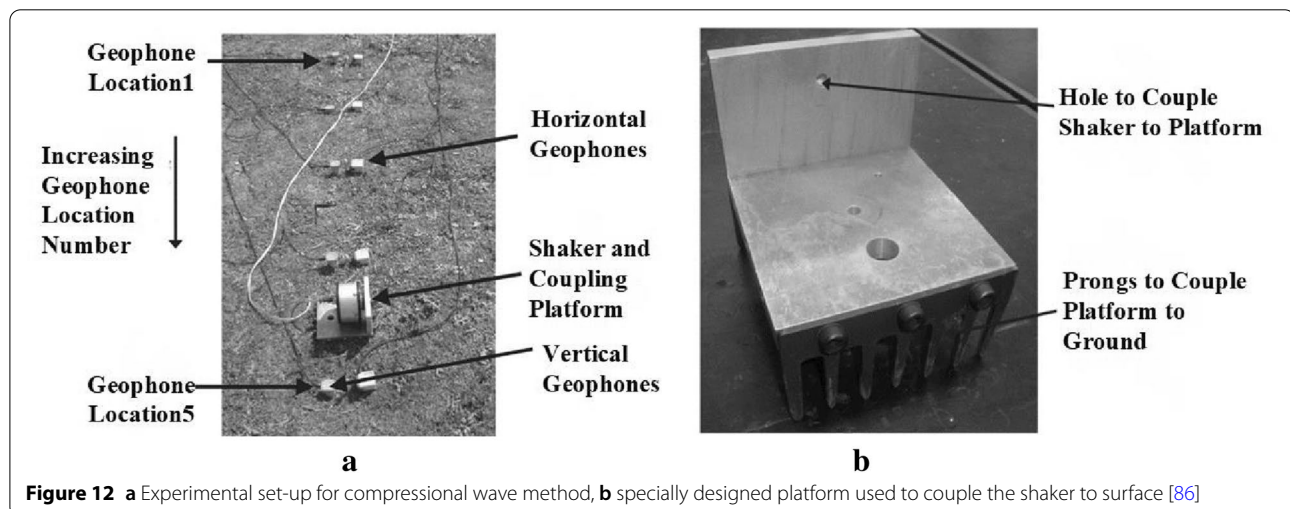 Geophone
Location1
Increasing
Geophone
Location
Number
Geophone
Location5
Horizontal
Geophones
Shaker and
Coupling
Platform
Vertical
Geophones
a
Hole to Couple
Shaker to Platform
Prongs to Couple
Platform to
Ground
b
Figure 12 a Experimental set-up for compressional wave method, b specially designed platform used to couple the shaker to surface [86]